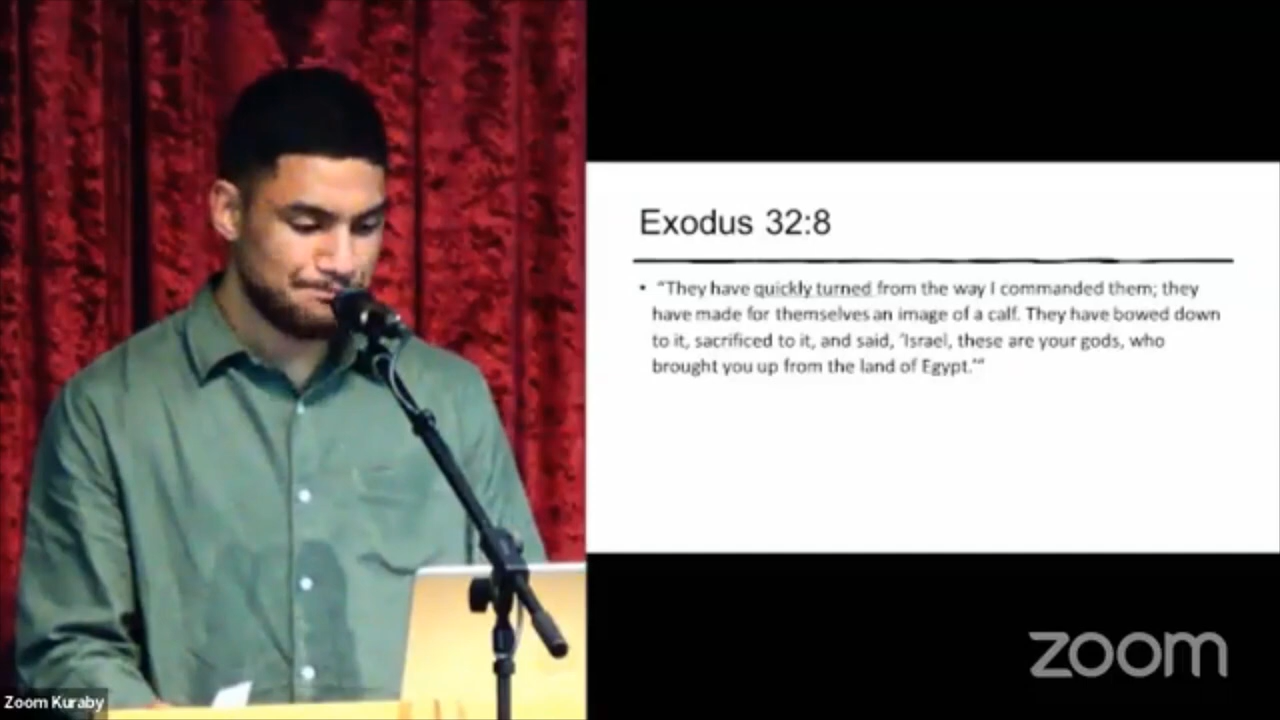 Exodus 32:8
• “They have quickly turned from the way I commanded them; they
have made for themselves an image of a calf. They have bowed down
to it, sacrificed to it, and said, ‘Israel, these are your gods, who
brought you up from the land of Egypt.’”
zoom
Zoom Kuraby